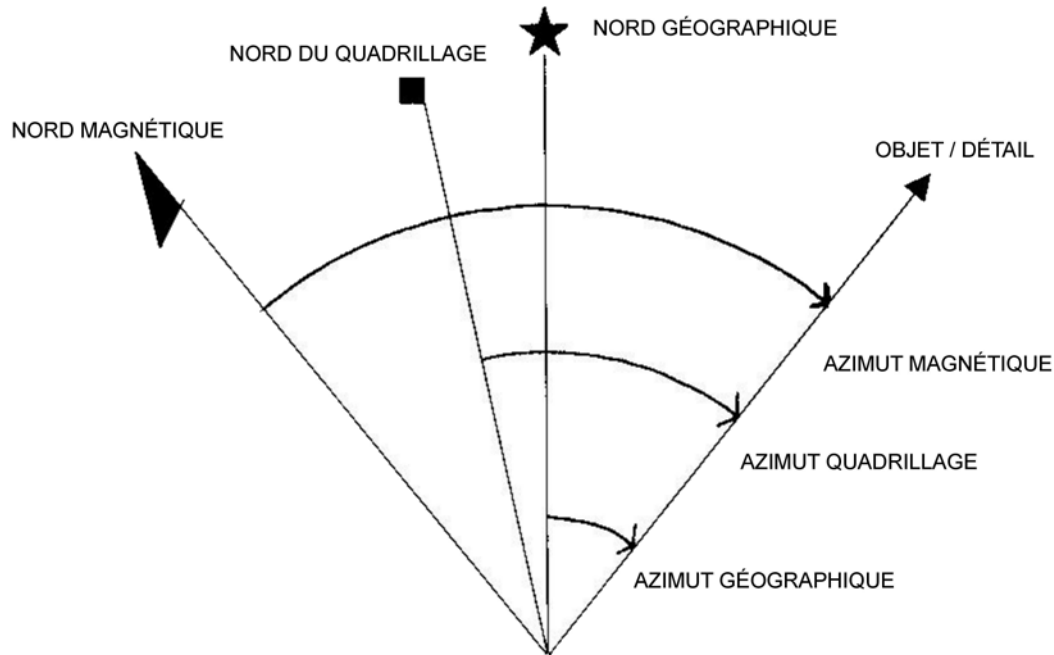 NORD GÉOGRAPHIQUE
NORD DU QUADRILLAGE
NORD MAGNÉTIQUE
OBJET / DÉTAIL
AZIMUT MAGNÉTIQUE
AZIMUT QUADRILLAGE
AZIMUT GÉOGRAPHIQUE